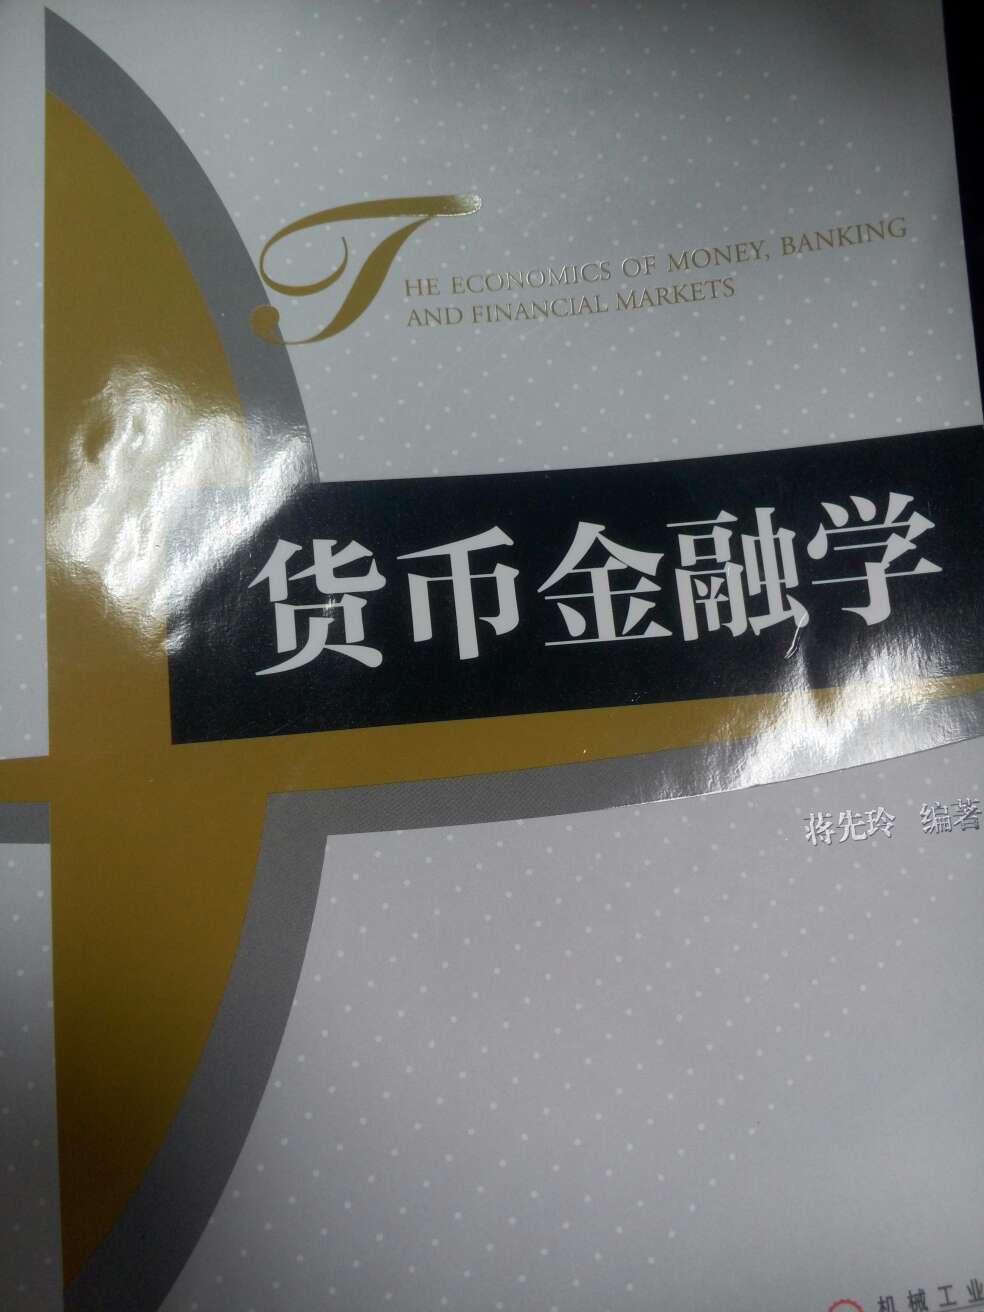 THE ECONOMICS OF MONEY, BANKING
AND FINANCIAL MARKETS
货币金融学
蒋先玲 编著
机械工业